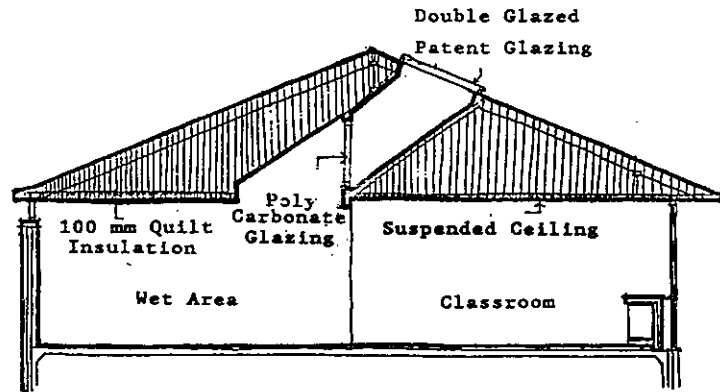 Double Glazed
Patent Glazing
Poly
Carbonate
Glazing
100 mm Quilt
Insulation
Suspended Ceiling
Wet Area
Classroom